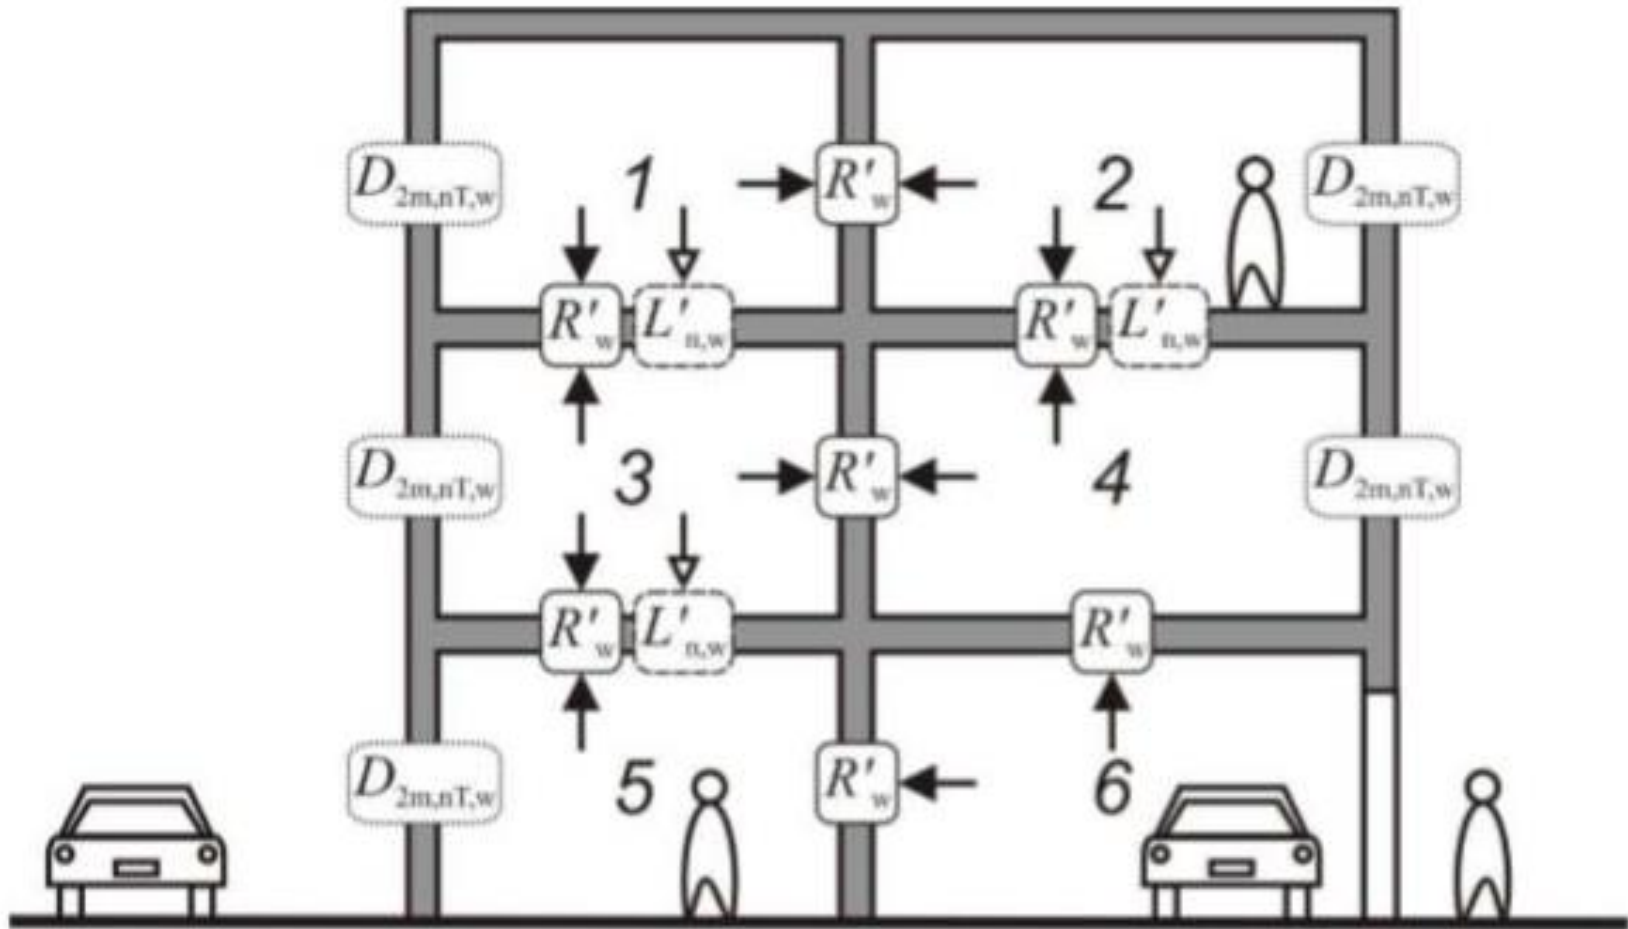 D2m,nT,w 1 R'w 2 D2m,nT,w
R'w L'n,w R'w L'n,w
D2m,nT,w 3 R'w 4 D2m,nT,w
R'w L'n,w R'w
D2m,nT,w 5 R'w 6